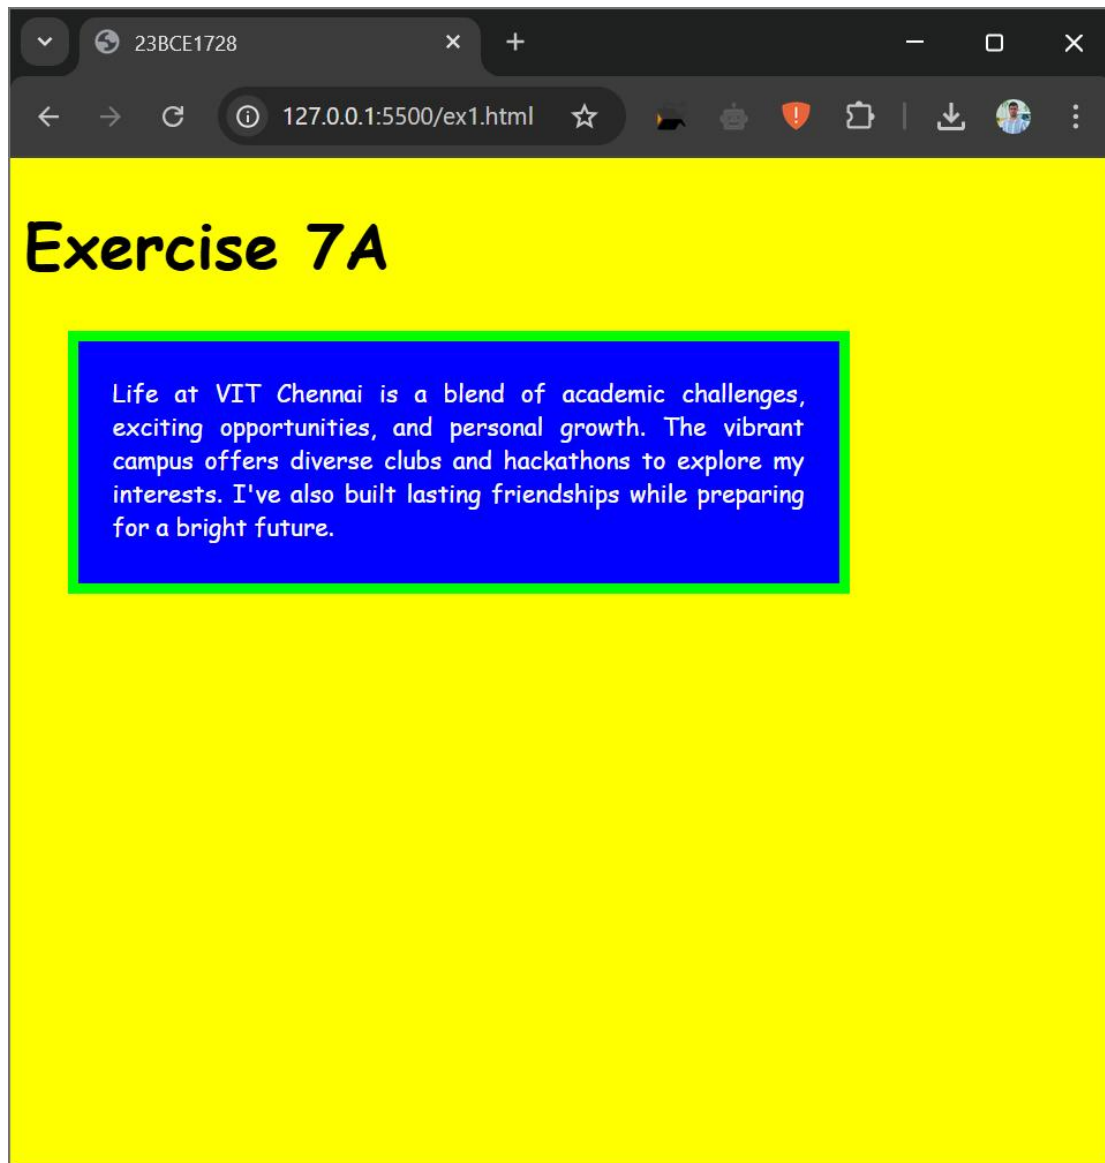 23BCE1728
127.0.0.1:5500/ex1.html
Exercise 7A
Life at VIT Chennai is a blend of academic challenges,
exciting opportunities, and personal growth. The vibrant
campus offers diverse clubs and hackathons to explore my
interests. I've also built lasting friendships while preparing
for a bright future.